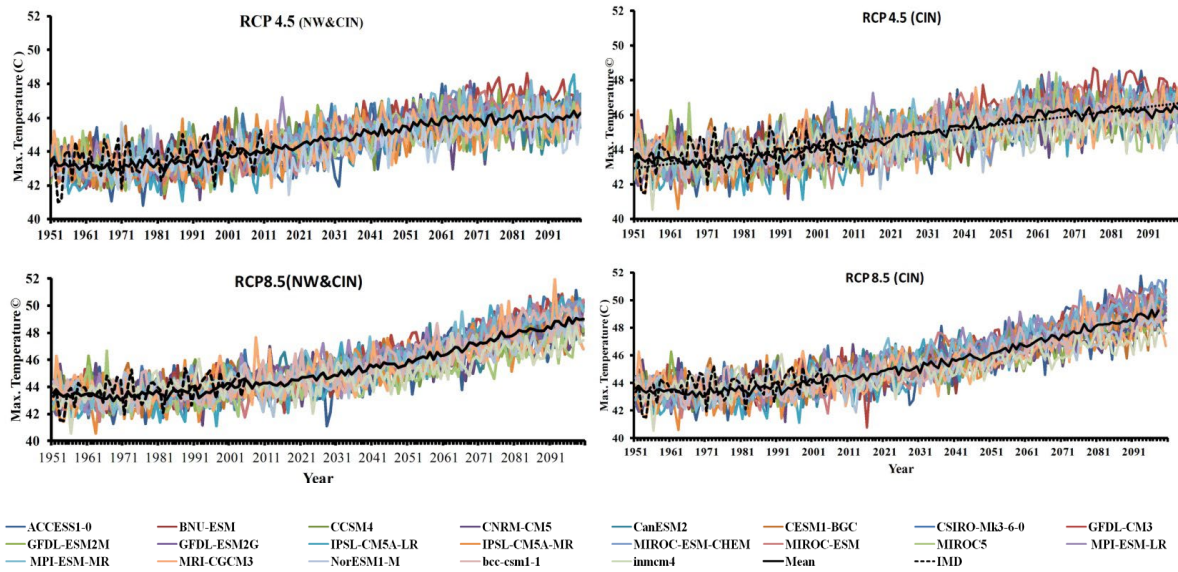 RCP 4.5 (NW&CIN)
Max. Temperature (C)
52
50
48
46
44
42
40
1951 1961 1971 1981 1991 2001 2011 2021 2031 2041 2051 2061 2071 2081 2091
RCP 4.5 (CIN)
Max. Temperature©
52
50
48
46
44
42
40
1951 1961 1971 1981 1991 2001 2011 2021 2031 2041 2051 2061 2071 2081 2091
RCP8.5(NW&CIN)
Max. Temperature©
52
50
48
46
44
42
40
1951 1961 1971 1981 1991 2001 2011 2021 2031 2041 2051 2061 2071 2081 2091
Year
RCP 8.5 (CIN)
Max. Temperature (C)
52
50
48
46
44
42
40
1951 1961 1971 1981 1991 2001 2011 2021 2031 2041 2051 2061 2071 2081 2091
Year
ACCESS1-0 BNU-ESM CCSM4 CNRM-CM5 CanESM2 CESM1-BGC CSIRO-Mk3-6-0 GFDL-CM3
GFDL-ESM2M GFDL-ESM2G IPSL-CM5A-LR IPSL-CM5A-MR MIROC-ESM-CHEM MIROC-ESM MIROC5 MPI-ESM-LR
MPI-ESM-MR MRI-CGCM3 NorESM1-M bcc-csm1-1 inmcm4 Mean IMD